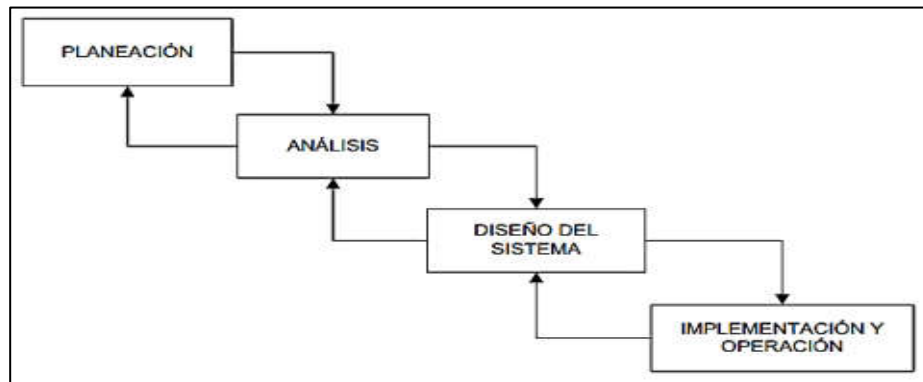 PLANEACIÓN
ANÁLISIS
DISEÑO DEL
SISTEMA
IMPLEMENTACIÓN Y
OPERACIÓN